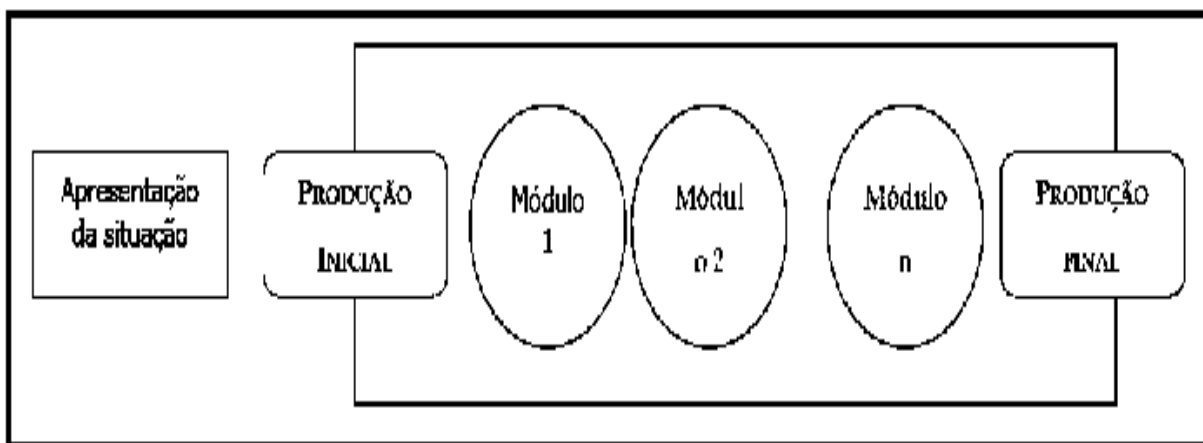 Apresentação
da situação
PRODUÇÃO
INICIAL
Módulo
1
Módul
o 2
Módulo
n
PRODUÇÃO
FINAL